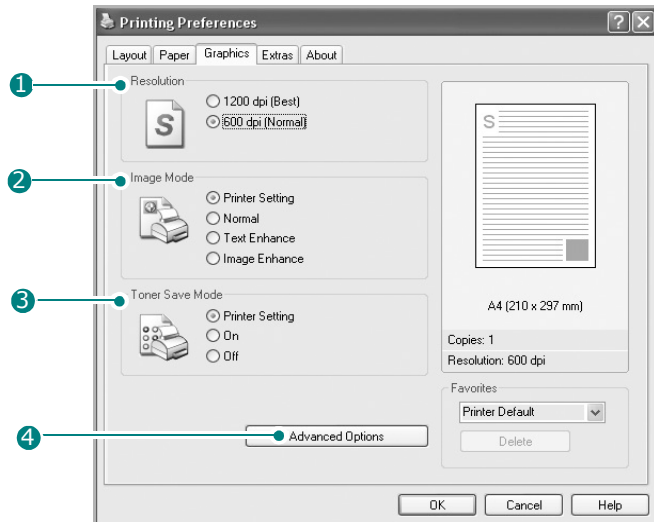 Printing Preferences
Layout Paper Graphics Extras About
1
Resolution
S
1200 dpi (Best)
600 dpi (Normal)
2
Image Mode
Printer Setting
Normal
Text Enhance
Image Enhance
3
Toner Save Mode
Printer Setting
On
Off
4
Advanced Options
S
A4 (210 x 297 mm)
Copies: 1
Resolution: 600 dpi
Favorites
Printer Default
Delete
OK Cancel Help